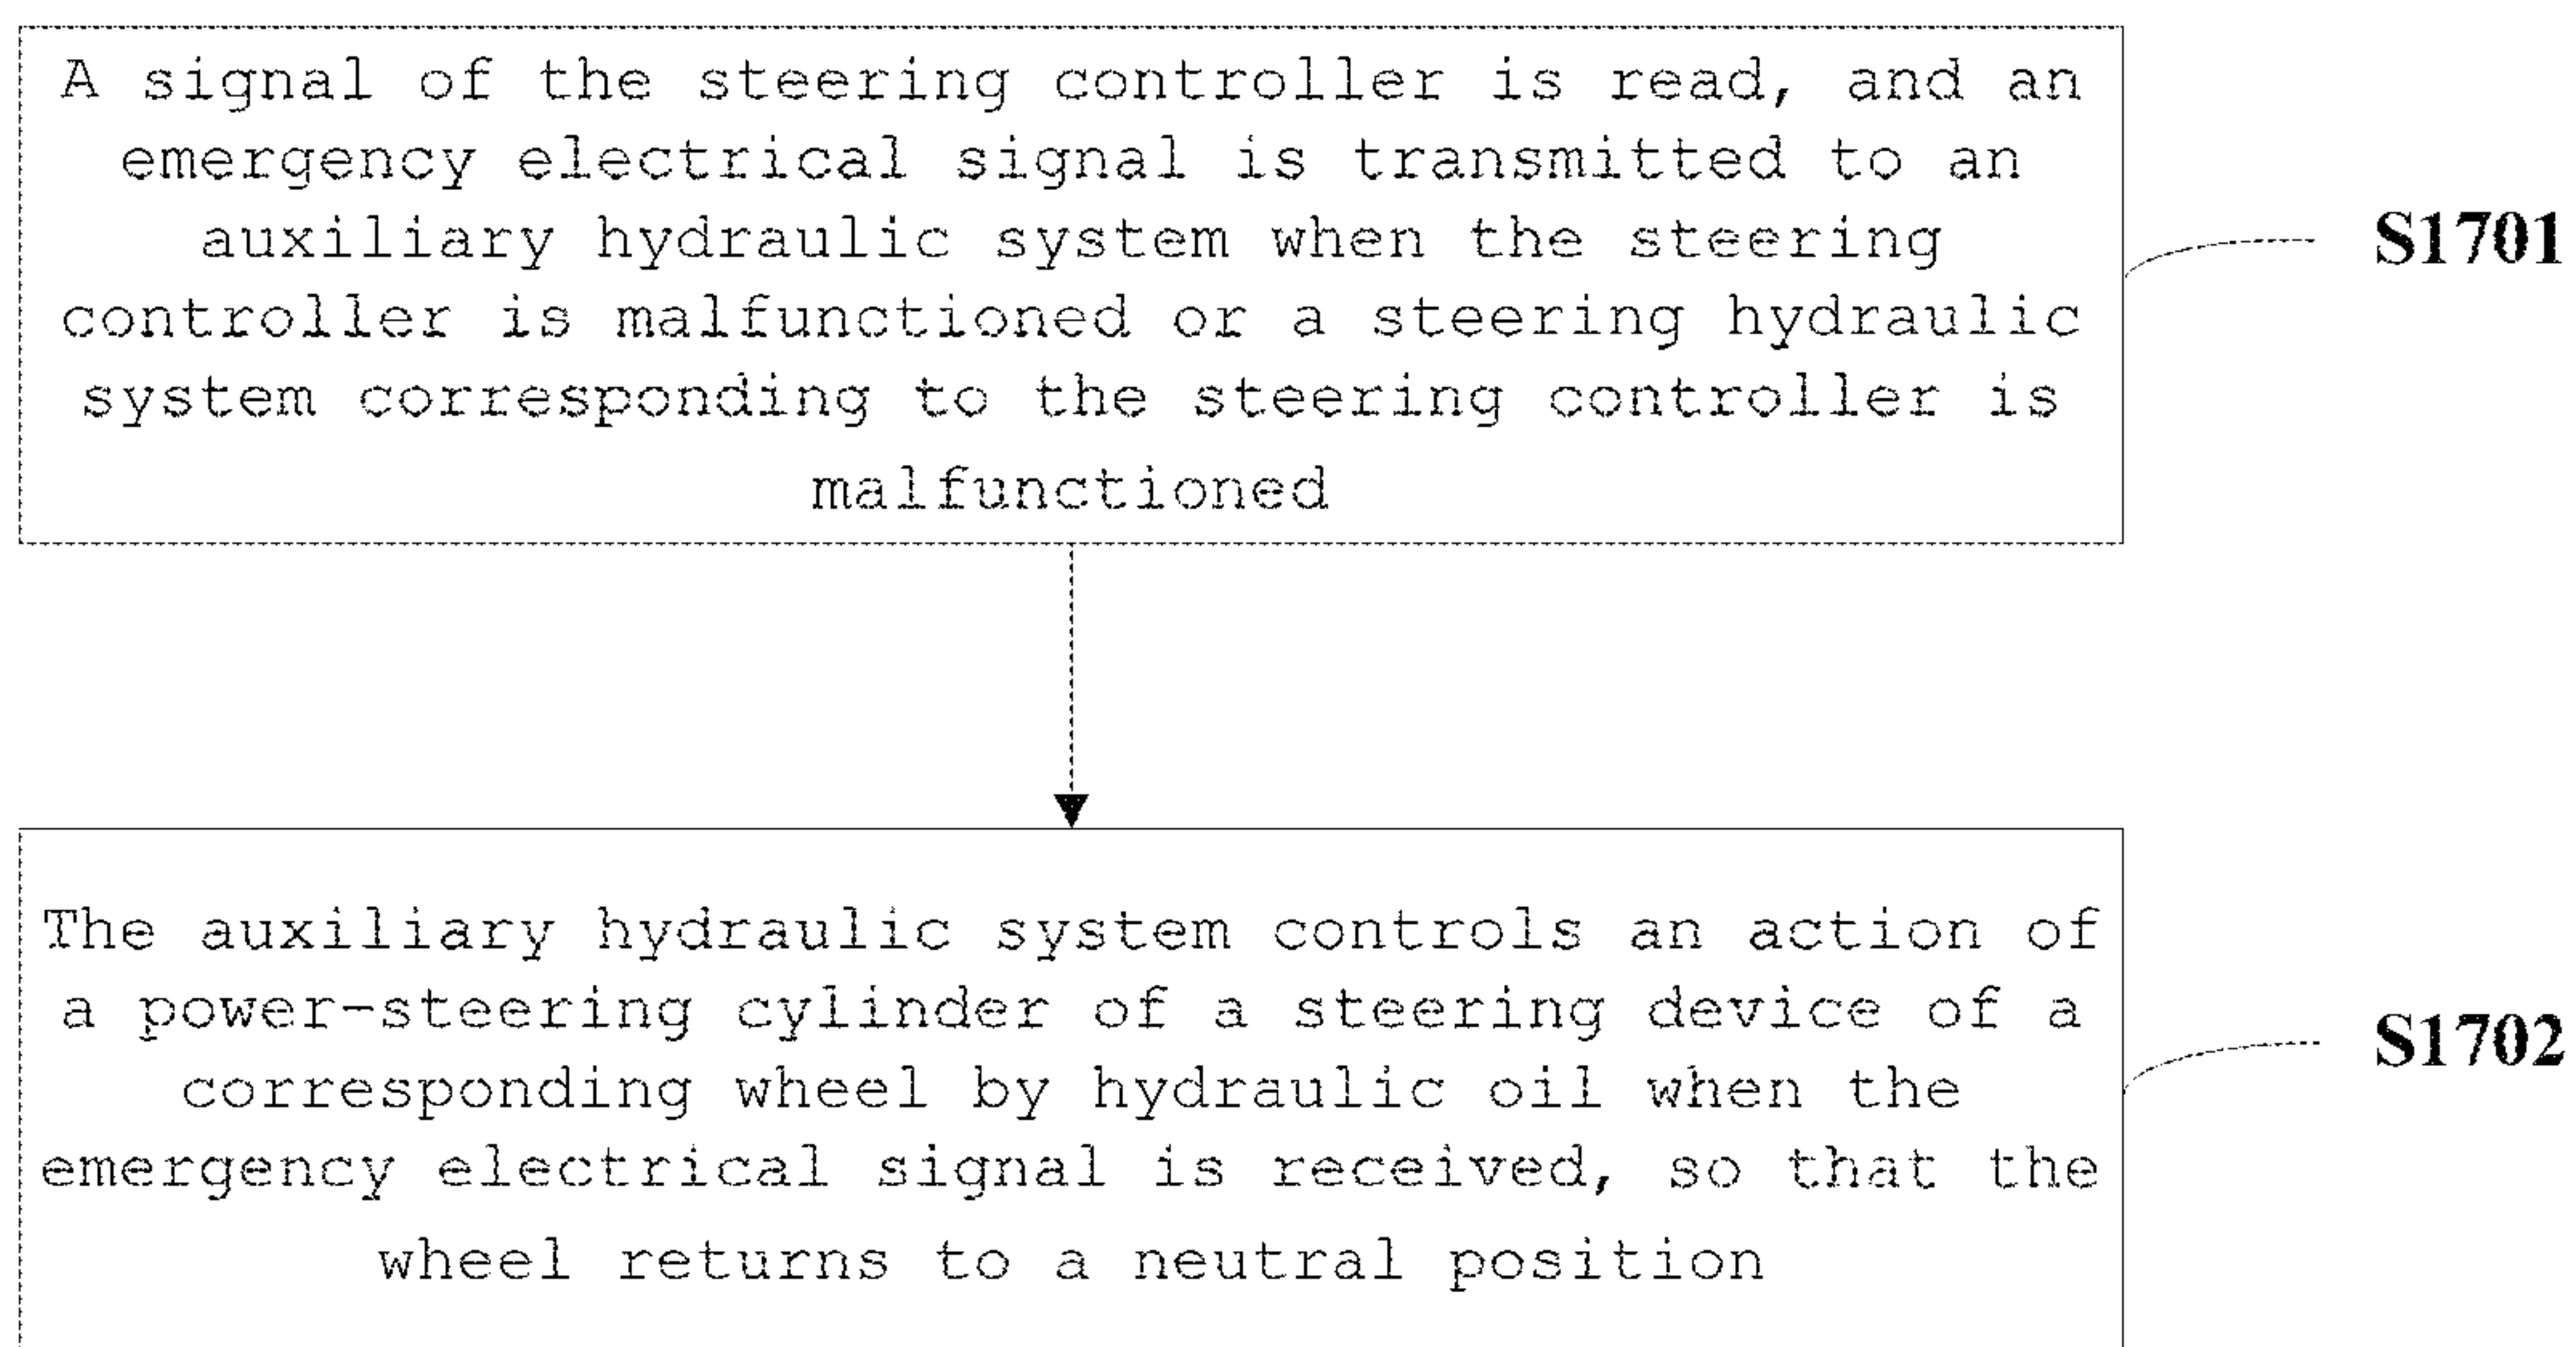 A signal of the steering controller is read, and an
emergency electrical signal is transmitted to an
auxiliary hydraulic system when the steering
controller is malfunctioned or a steering hydraulic
system corresponding to the steering controller is
malfunctioned
S1701
The auxiliary hydraulic system controls an action of
a power-steering cylinder of a steering device of a
corresponding wheel by hydraulic oil when the
emergency electrical signal is received, so that the
wheel returns to a neutral position
S1702